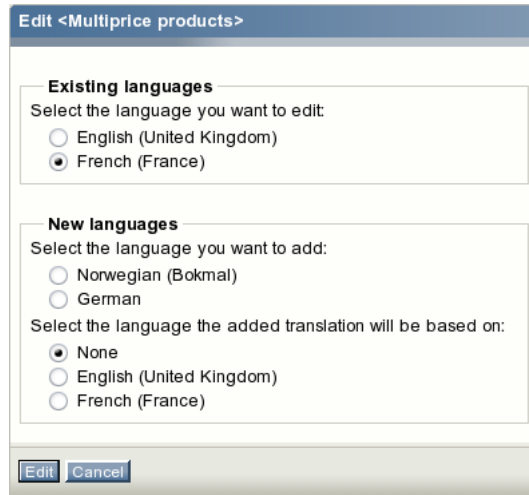 Edit <Multiprice products>
Existing languages
Select the language you want to edit:
English (United Kingdom)
French (France)
New languages
Select the language you want to add:
Norwegian (Bokmal)
German
Select the language the added translation will be based on:
None
English (United Kingdom)
French (France)
Edit Cancel